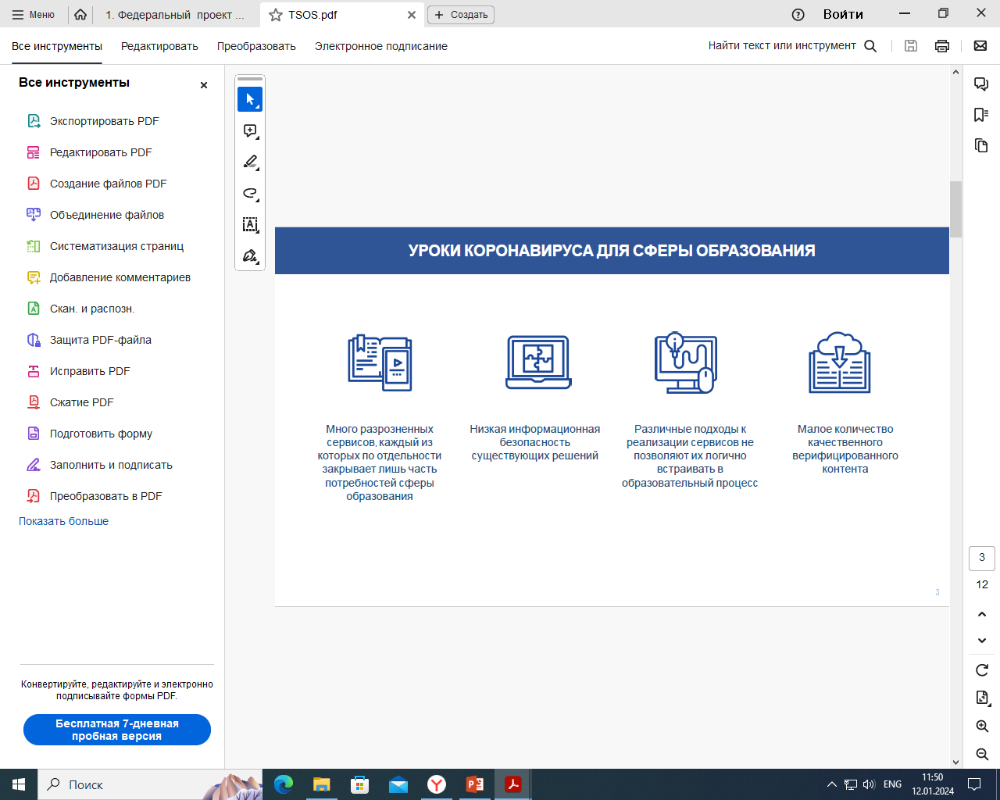 Меню
1. Федеральный проект ...
TSOS.pdf
Создать
Войти
Все инструменты
Редактировать
Преобразовать
Электронное подписание
Найти текст или инструмент
Все инструменты
Экспортировать PDF
Редактировать PDF
Создание файлов PDF
Объединение файлов
Систематизация страниц
Добавление комментариев
Скан. и распозн.
Защита PDF-файла
Исправить PDF
Сжатие PDF
Подготовить форму
Заполнить и подписать
Преобразовать в PDF
Показать больше
Конвертируйте, редактируйте и электронно
подписывайте формы PDF.
Бесплатная 7-дневная
пробная версия
УРОКИ КОРОНАВИРУСА ДЛЯ СФЕРЫ ОБРАЗОВАНИЯ
Много разрозненных
сервисов, каждый из
которых по отдельности
закрывает лишь часть
потребностей сферы
образования
Низкая информационная
безопасность
существующих решений
Различные подходы к
реализации сервисов не
позволяют их логично
встраивать в
образовательный процесс
Малое количество
качественного
верифицированного
контента
3
3
12
Поиск
ENG
11:50
12.01.2024